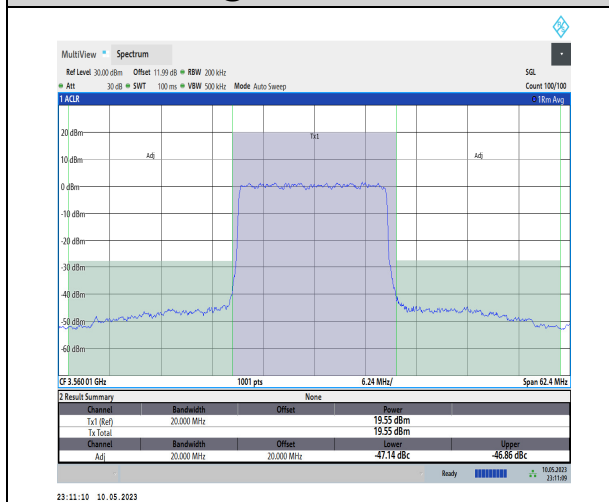 MultiView Spectrum
Ref Level 30.00 dBm Offset 11.99 dB RBW 200 kHz SGL
Att 30 dB SWT 100 ms VBW 500 kHz Mode Auto Sweep Count 100/100
1 ACLR 1Rm Avg
20 dBm
Tx1
10 dBm Adj Adj
0 dBm
-10 dBm
-20 dBm
-30 dBm
-40 dBm
-50 dBm
-60 dBm
CF 3.560 01 GHz 1001 pts 6.24 MHz/ Span 62.4 MHz
2 Result Summary None
Channel Bandwidth Offset Power
Tx1 (Ref) 20.000 MHz 19.55 dBm
Tx Total 19.55 dBm
Channel Bandwidth Offset Lower Upper
Adj 20.000 MHz 20.000 MHz -47.14 dBc -46.86 dBc
Ready 10.05.2023
23:11:09
23:11:10 10.05.2023